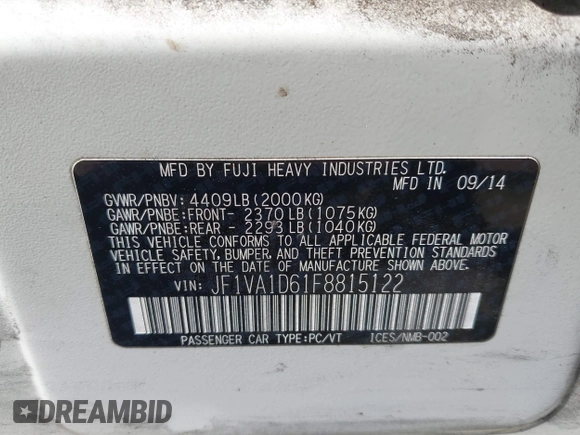 MFD BY FUJI HEAVY INDUSTRIES LTD.
MFD IN 09/14
GVWR/PNBV: 4409LB(2000KG)
GAWR/PNBE:FRONT- 2370LB(1075KG)
GAWR/PNBE:REAR - 2293LB(1040KG)
THIS VEHICLE CONFORMS TO ALL APPLICABLE FEDERAL MOTOR
VEHICLE SAFETY, BUMPER, AND THEFT PREVENTION STANDARDS
IN EFFECT ON THE DATE OF MANUFACTURE SHOWN ABOVE.
VIN: JF1VA1D61F8815122
PASSENGER CAR TYPE:PC/VT ICES/NMB-002
DREAMBID